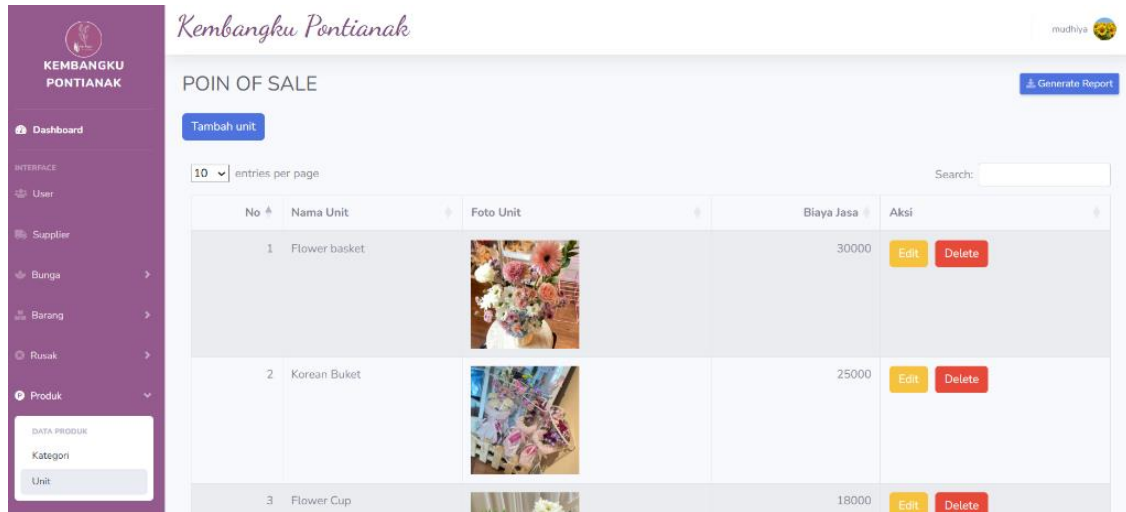 Kembangku Pontianak
mudhiya
KEMBANGKU
PONTIANAK
Dashboard
INTERFACE
User
Supplier
Bunga
Barang
Rusak
Produk
DATA PRODUK
Kategori
Unit
POIN OF SALE
Generate Report
Tambah unit
10 entries per page
Search:
No Nama Unit Foto Unit Biaya Jasa Aksi
1 Flower basket 30000 Edit Delete
2 Korean Buket 25000 Edit Delete
3 Flower Cup 18000 Edit Delete